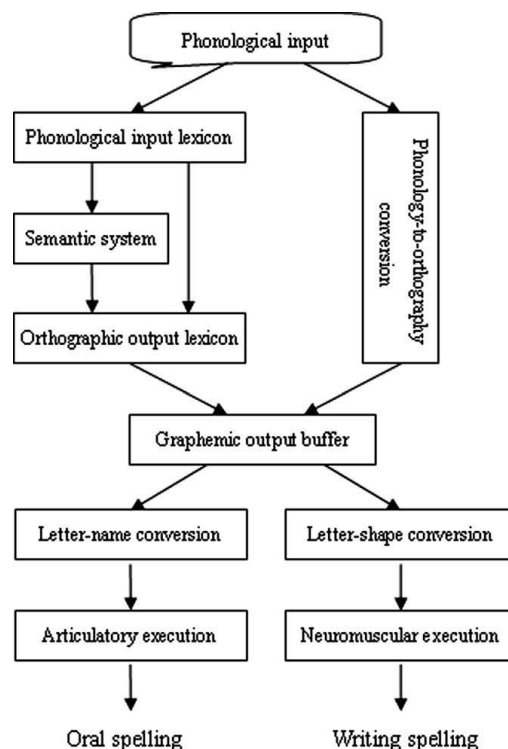 Phonological input
Phonological input lexicon
Phonology-to-orthography
conversion
Semantic system
Orthographic output lexicon
Graphemic output buffer
Letter-name conversion
Letter-shape conversion
Articulatory execution
Neuromuscular execution
Oral spelling
Writing spelling